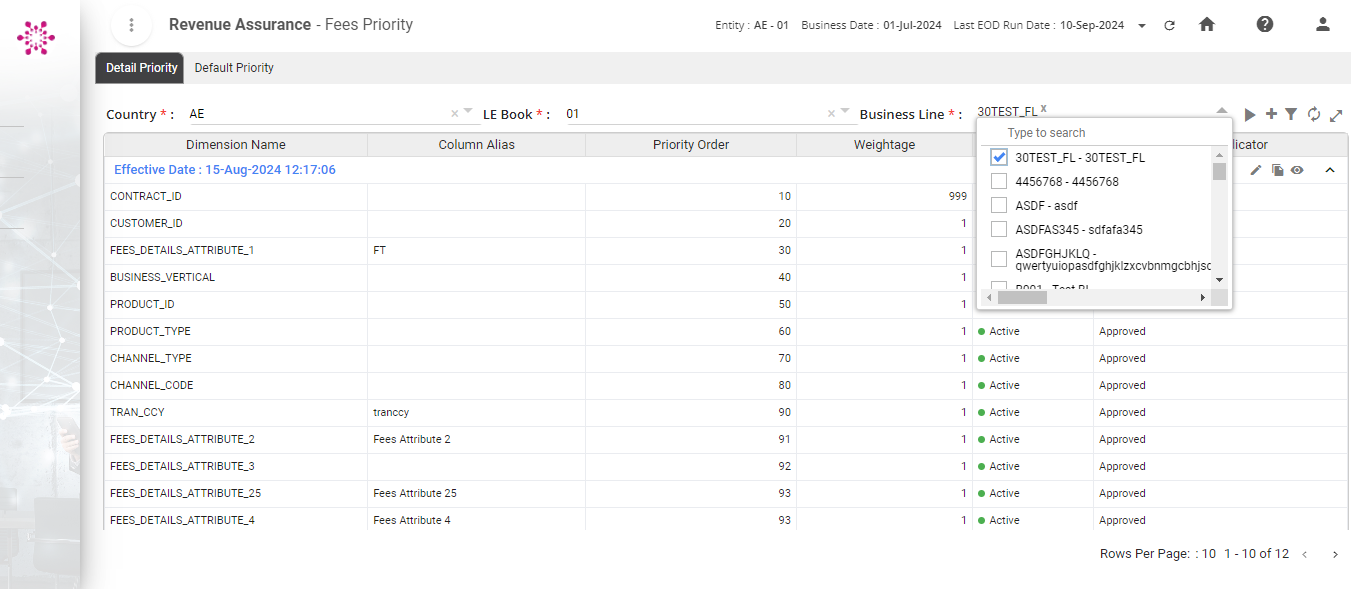 Revenue Assurance - Fees Priority
Entity : AE - 01 Business Date : 01-Jul-2024 Last EOD Run Date : 10-Sep-2024
Detail Priority Default Priority
Country * : AE × LE Book * : 01 × Business Line * : 30TEST_FL x
Type to search
30TEST_FL - 30TEST_FL
4456768 - 4456768
ASDF - asdf
ASDFAS345 - sdfafa345
ASDFGHJKLQ -
qwertyuiopasdfghjklzxcvbnmgcbhjsc
Dimension Name Column Alias Priority Order Weightage
Effective Date : 15-Aug-2024 12:17:06
CONTRACT_ID 10 999
CUSTOMER_ID 20 1
FEES_DETAILS_ATTRIBUTE_1 FT 30 1
BUSINESS_VERTICAL 40 1
PRODUCT_ID 50 1
PRODUCT_TYPE 60 1 Active Approved
CHANNEL_TYPE 70 1 Active Approved
CHANNEL_CODE 80 1 Active Approved
TRAN_CCY tranccy 90 1 Active Approved
FEES_DETAILS_ATTRIBUTE_2 Fees Attribute 2 91 1 Active Approved
FEES_DETAILS_ATTRIBUTE_3 92 1 Active Approved
FEES_DETAILS_ATTRIBUTE_25 Fees Attribute 25 93 1 Active Approved
FEES_DETAILS_ATTRIBUTE_4 Fees Attribute 4 93 1 Active Approved
Rows Per Page: : 10 1 - 10 of 12